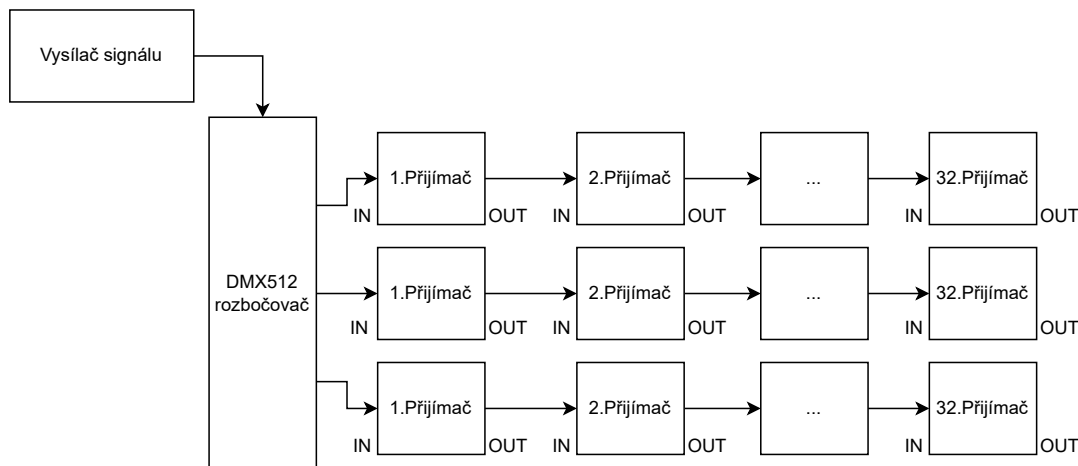 Vysílač signálu
DMX512
rozbočovač
1.Přijímač
2.Přijímač
...
32.Přijímač
IN
OUT
IN
OUT
IN
OUT
1.Přijímač
2.Přijímač
...
32.Přijímač
IN
OUT
IN
OUT
IN
OUT
1.Přijímač
2.Přijímač
...
32.Přijímač
IN
OUT
IN
OUT
IN
OUT